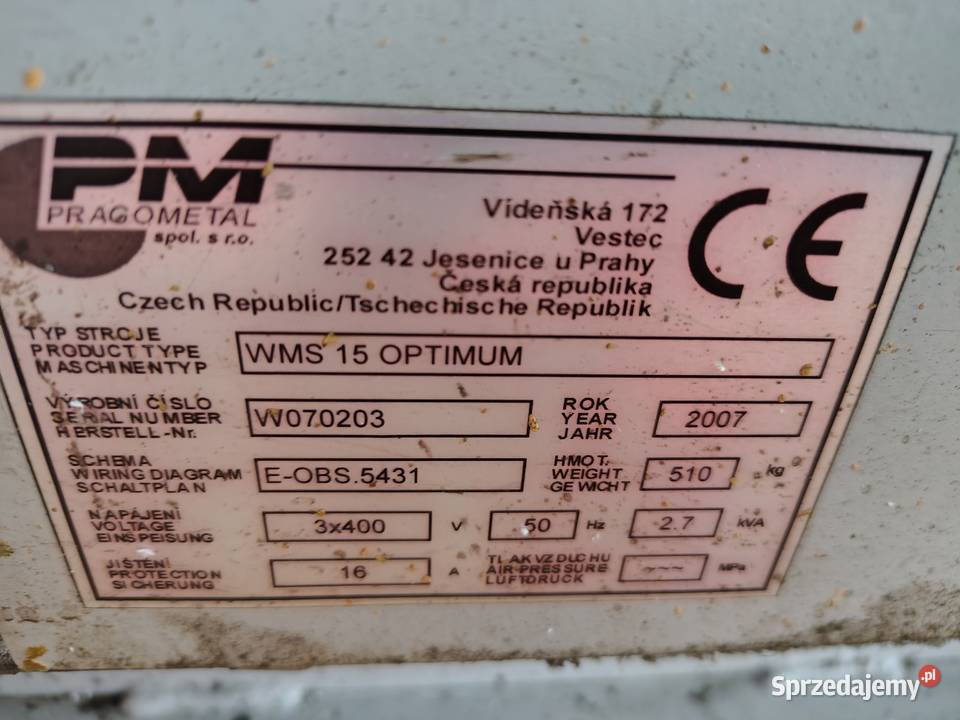 PM
PRAGOMETAL
spol. s r.o.
Vídeňská 172
Vestec
252 42 Jesenice u Prahy
Česká republika
Czech Republic/Tschechische Republik
CE
TYP STROJE
PRODUCT TYPE
MASCHINENTYP
WMS 15 OPTIMUM
VÝROBNÍ ČÍSLO
SERIAL NUMBER
HERSTELL-Nr.
W070203
ROK
YEAR
JAHR
2007
SCHEMA
WIRING DIAGRAM
SCHALTPLAN
E-OBS.5431
HMOT.
WEIGHT
GEWICHT
510 kg
NAPÁJENÍ
VOLTAGE
EINSPEISUNG
3x400 V
50 Hz
2.7 kVA
JIŠTĚNÍ
PROTECTION
SICHERUNG
16 A
TLAK VZDUCHU
AIR-PRESSURE
LUFTDRUCK
~~~ MPa
Sprzedajemy.pl